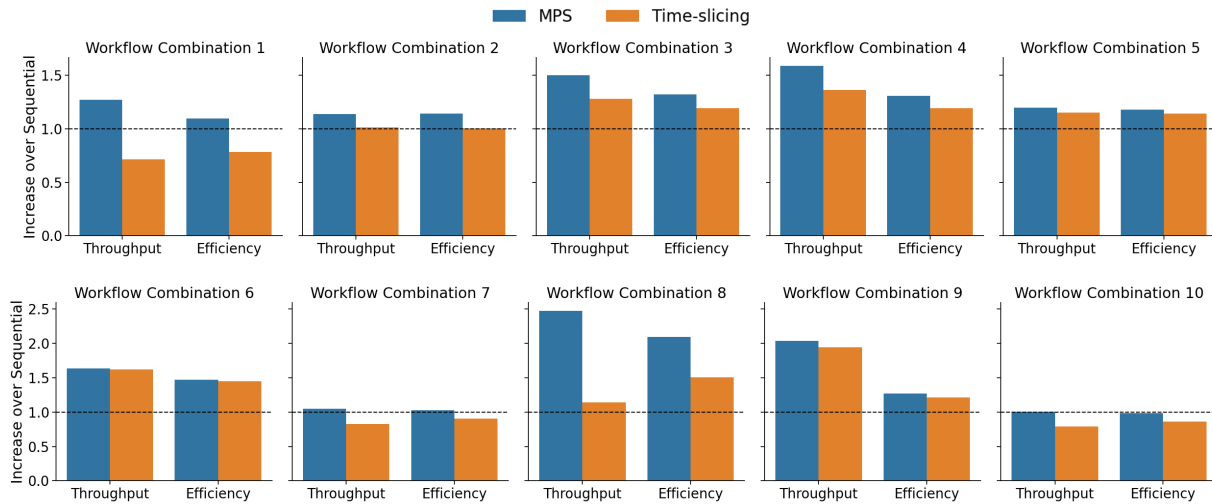 MPS Time-slicing
Workflow Combination 1 Workflow Combination 2 Workflow Combination 3 Workflow Combination 4 Workflow Combination 5
Increase over Sequential
1.5
1.0
0.5
0.0
Throughput Efficiency Throughput Efficiency Throughput Efficiency Throughput Efficiency Throughput Efficiency
Workflow Combination 6 Workflow Combination 7 Workflow Combination 8 Workflow Combination 9 Workflow Combination 10
Increase over Sequential
2.5
2.0
1.5
1.0
0.5
0.0
Throughput Efficiency Throughput Efficiency Throughput Efficiency Throughput Efficiency Throughput Efficiency